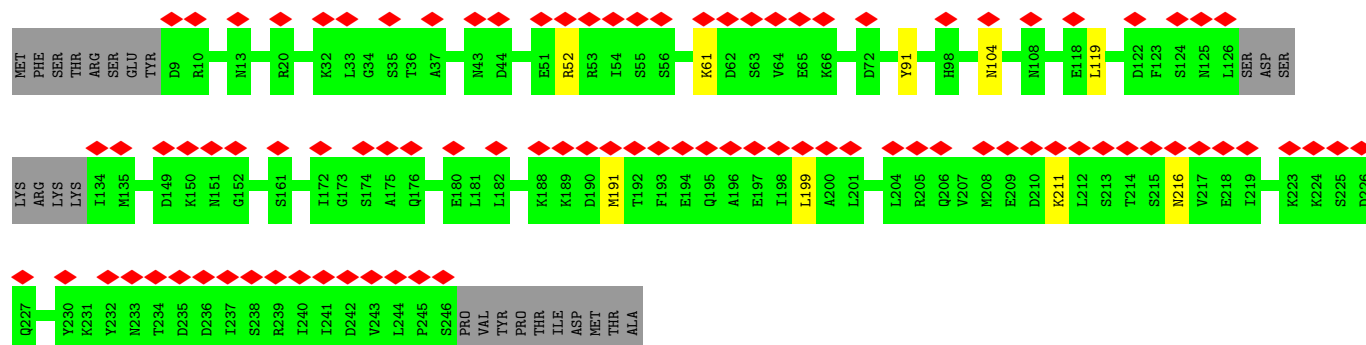 MET PHE SER THR ARG SER GLU TYR D9 R10 N13 R20 K32 L33 G34 S35 T36 A37 N43 D44 E51 R52 R53 I54 S55 S56 K61 D62 S63 V64 E65 K66 D72 Y91 H98 N104 N108 E118 L119 D122 F123 S124 N125 L126 SER ASP SER
LYS ARG LYS LYS I134 M135 D149 K150 N151 G152 S161 I172 G173 S174 A175 Q176 E180 L181 L182 K188 K189 D190 M191 T192 F193 E194 Q195 A196 E197 I198 L199 A200 L201 L204 R205 Q206 V207 M208 E209 D210 K211 L212 S213 T214 S215 N216 V217 E218 I219 K223 K224 S225 D226
Q227 Y230 K231 Y232 N233 T234 D235 D236 I237 S238 R239 I240 I241 D242 V243 L244 P245 S246 PRO VAL TYR PRO THR ILE ASP MET THR ALA